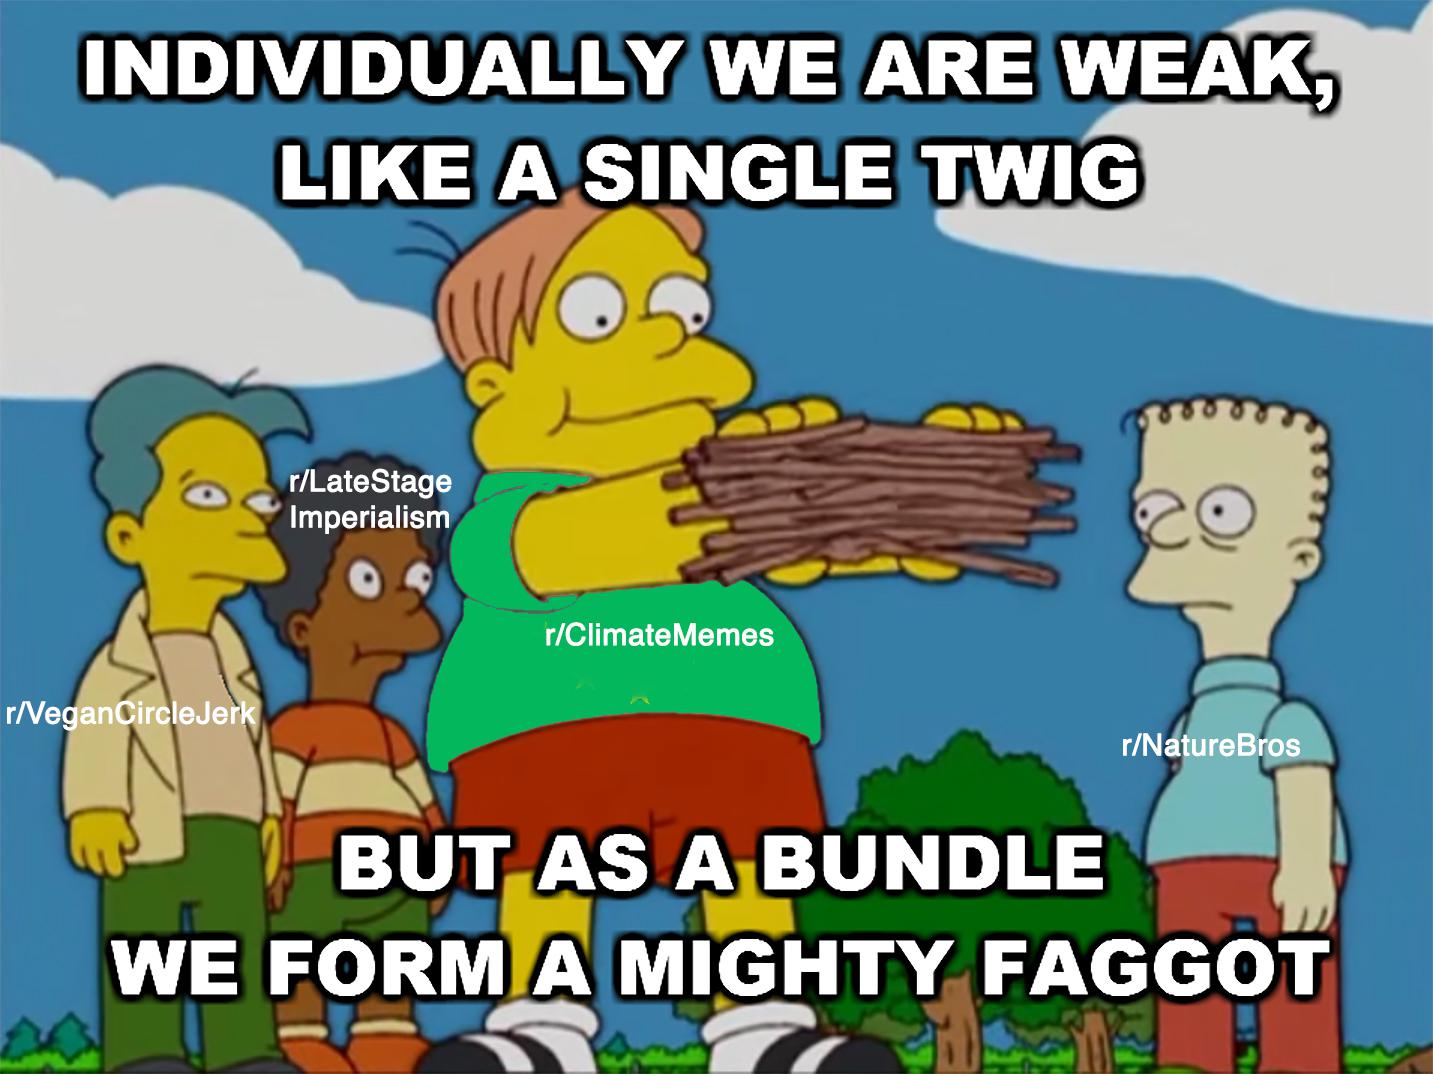 INDIVIDUALLY WE ARE WEAK,
LIKE A SINGLE TWIG
r/LateStage
Imperialism
r/ClimateMemes
r/VeganCircleJerk
r/NatureBros
BUT AS A BUNDLE
WE FORM A MIGHTY FAGGOT